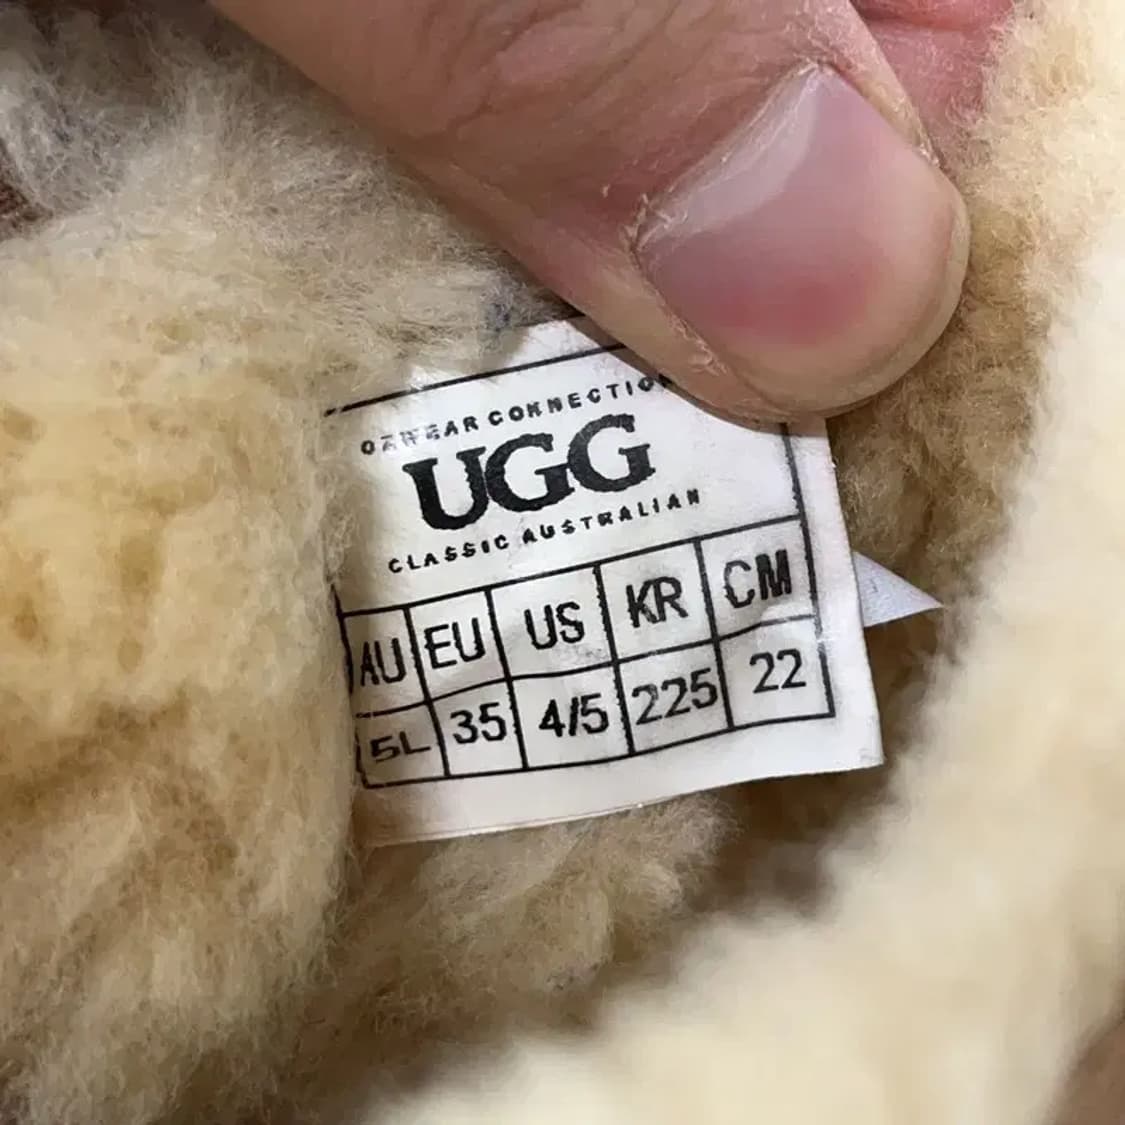 OZWEAR CONNECTION
UGG
CLASSIC AUSTRALIAN
AU EU US KR CM
5L 35 4/5 225 22